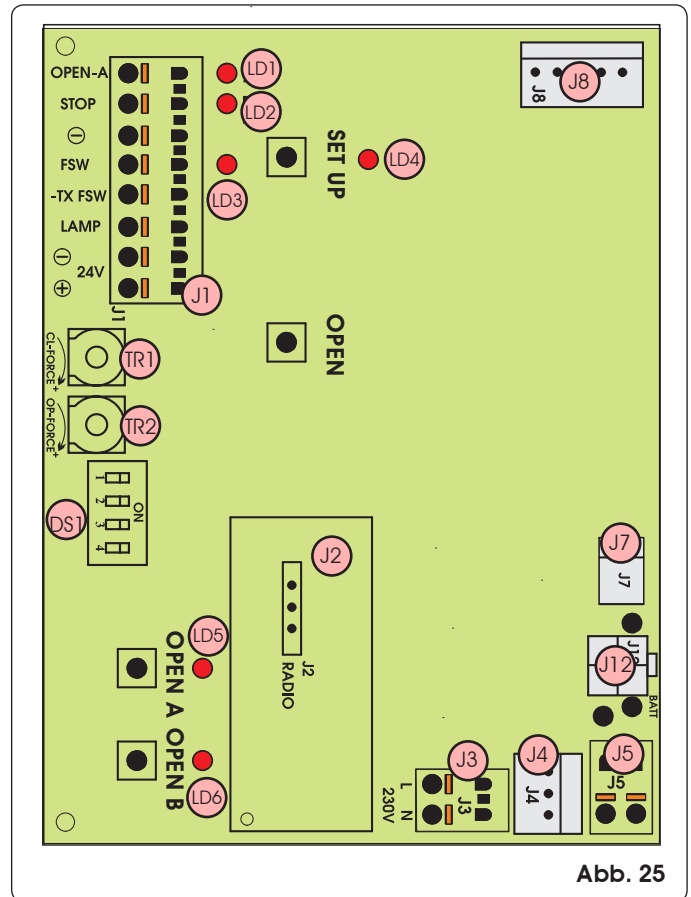 OPEN-A
STOP
⊖
FSW
-TX FSW
LAMP
⊖
24V
⊕
J1
J1
LD1
LD2
LD3
SET UP
LD4
J8
J8
OPEN
CL-FORCE +
TR1
OP-FORCE +
TR2
DS1
1
2
3
4
ON
J2
J2
RADIO
OPEN A
LD5
OPEN B
LD6
J7
J7
J12
BATT
J3
J3
L
N
230V
J4
J4
J5
J5
Abb. 25